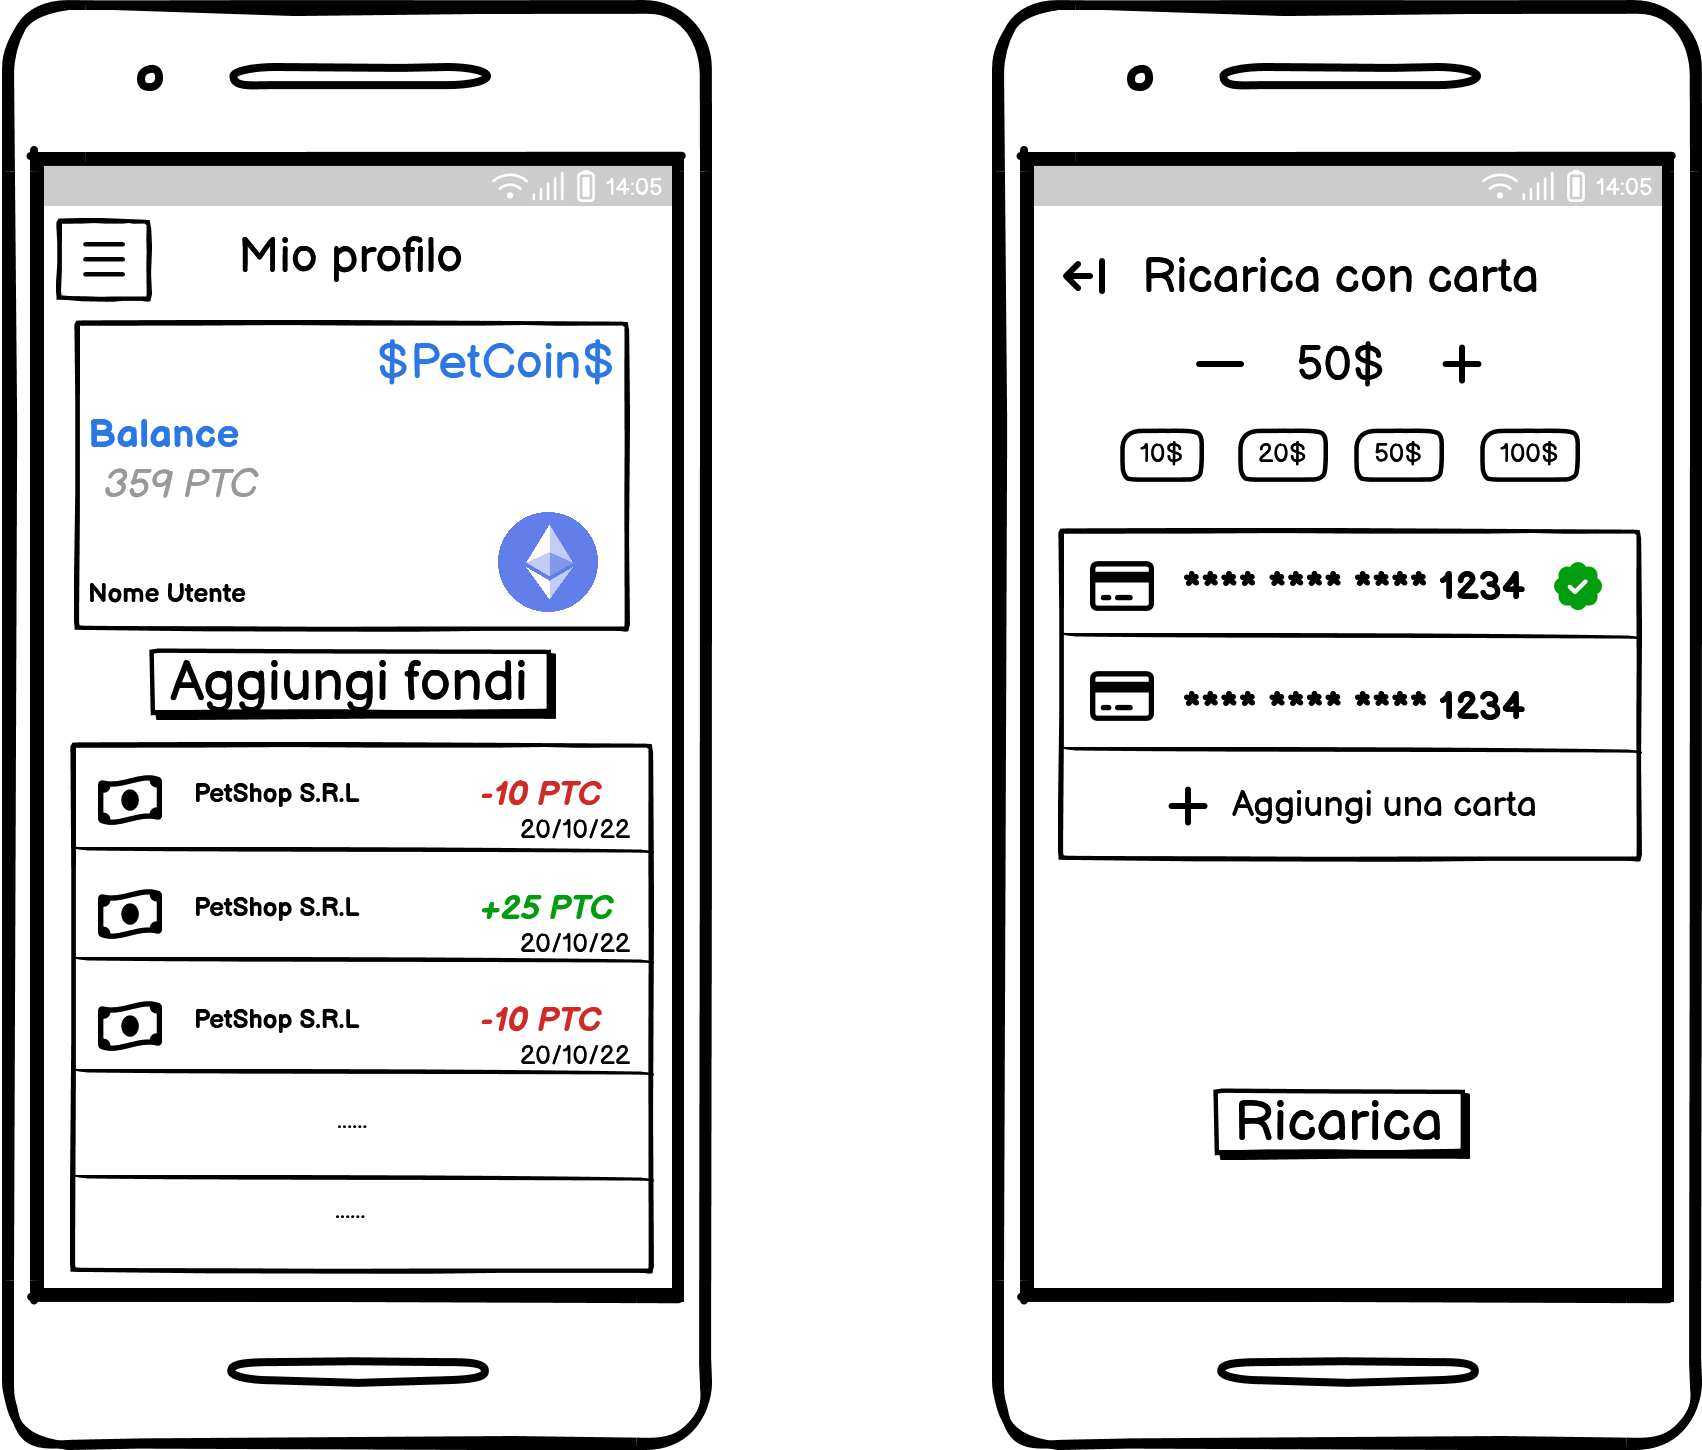 14:05
Mio profilo
$PetCoin$
Balance
359 PTC
Nome Utente
Aggiungi fondi
PetShop S.R.L -10 PTC
20/10/22
PetShop S.R.L +25 PTC
20/10/22
PetShop S.R.L -10 PTC
20/10/22
......
......
14:05
Ricarica con carta
50$
10$ 20$ 50$ 100$
**** **** **** 1234
**** **** **** 1234
Aggiungi una carta
Ricarica